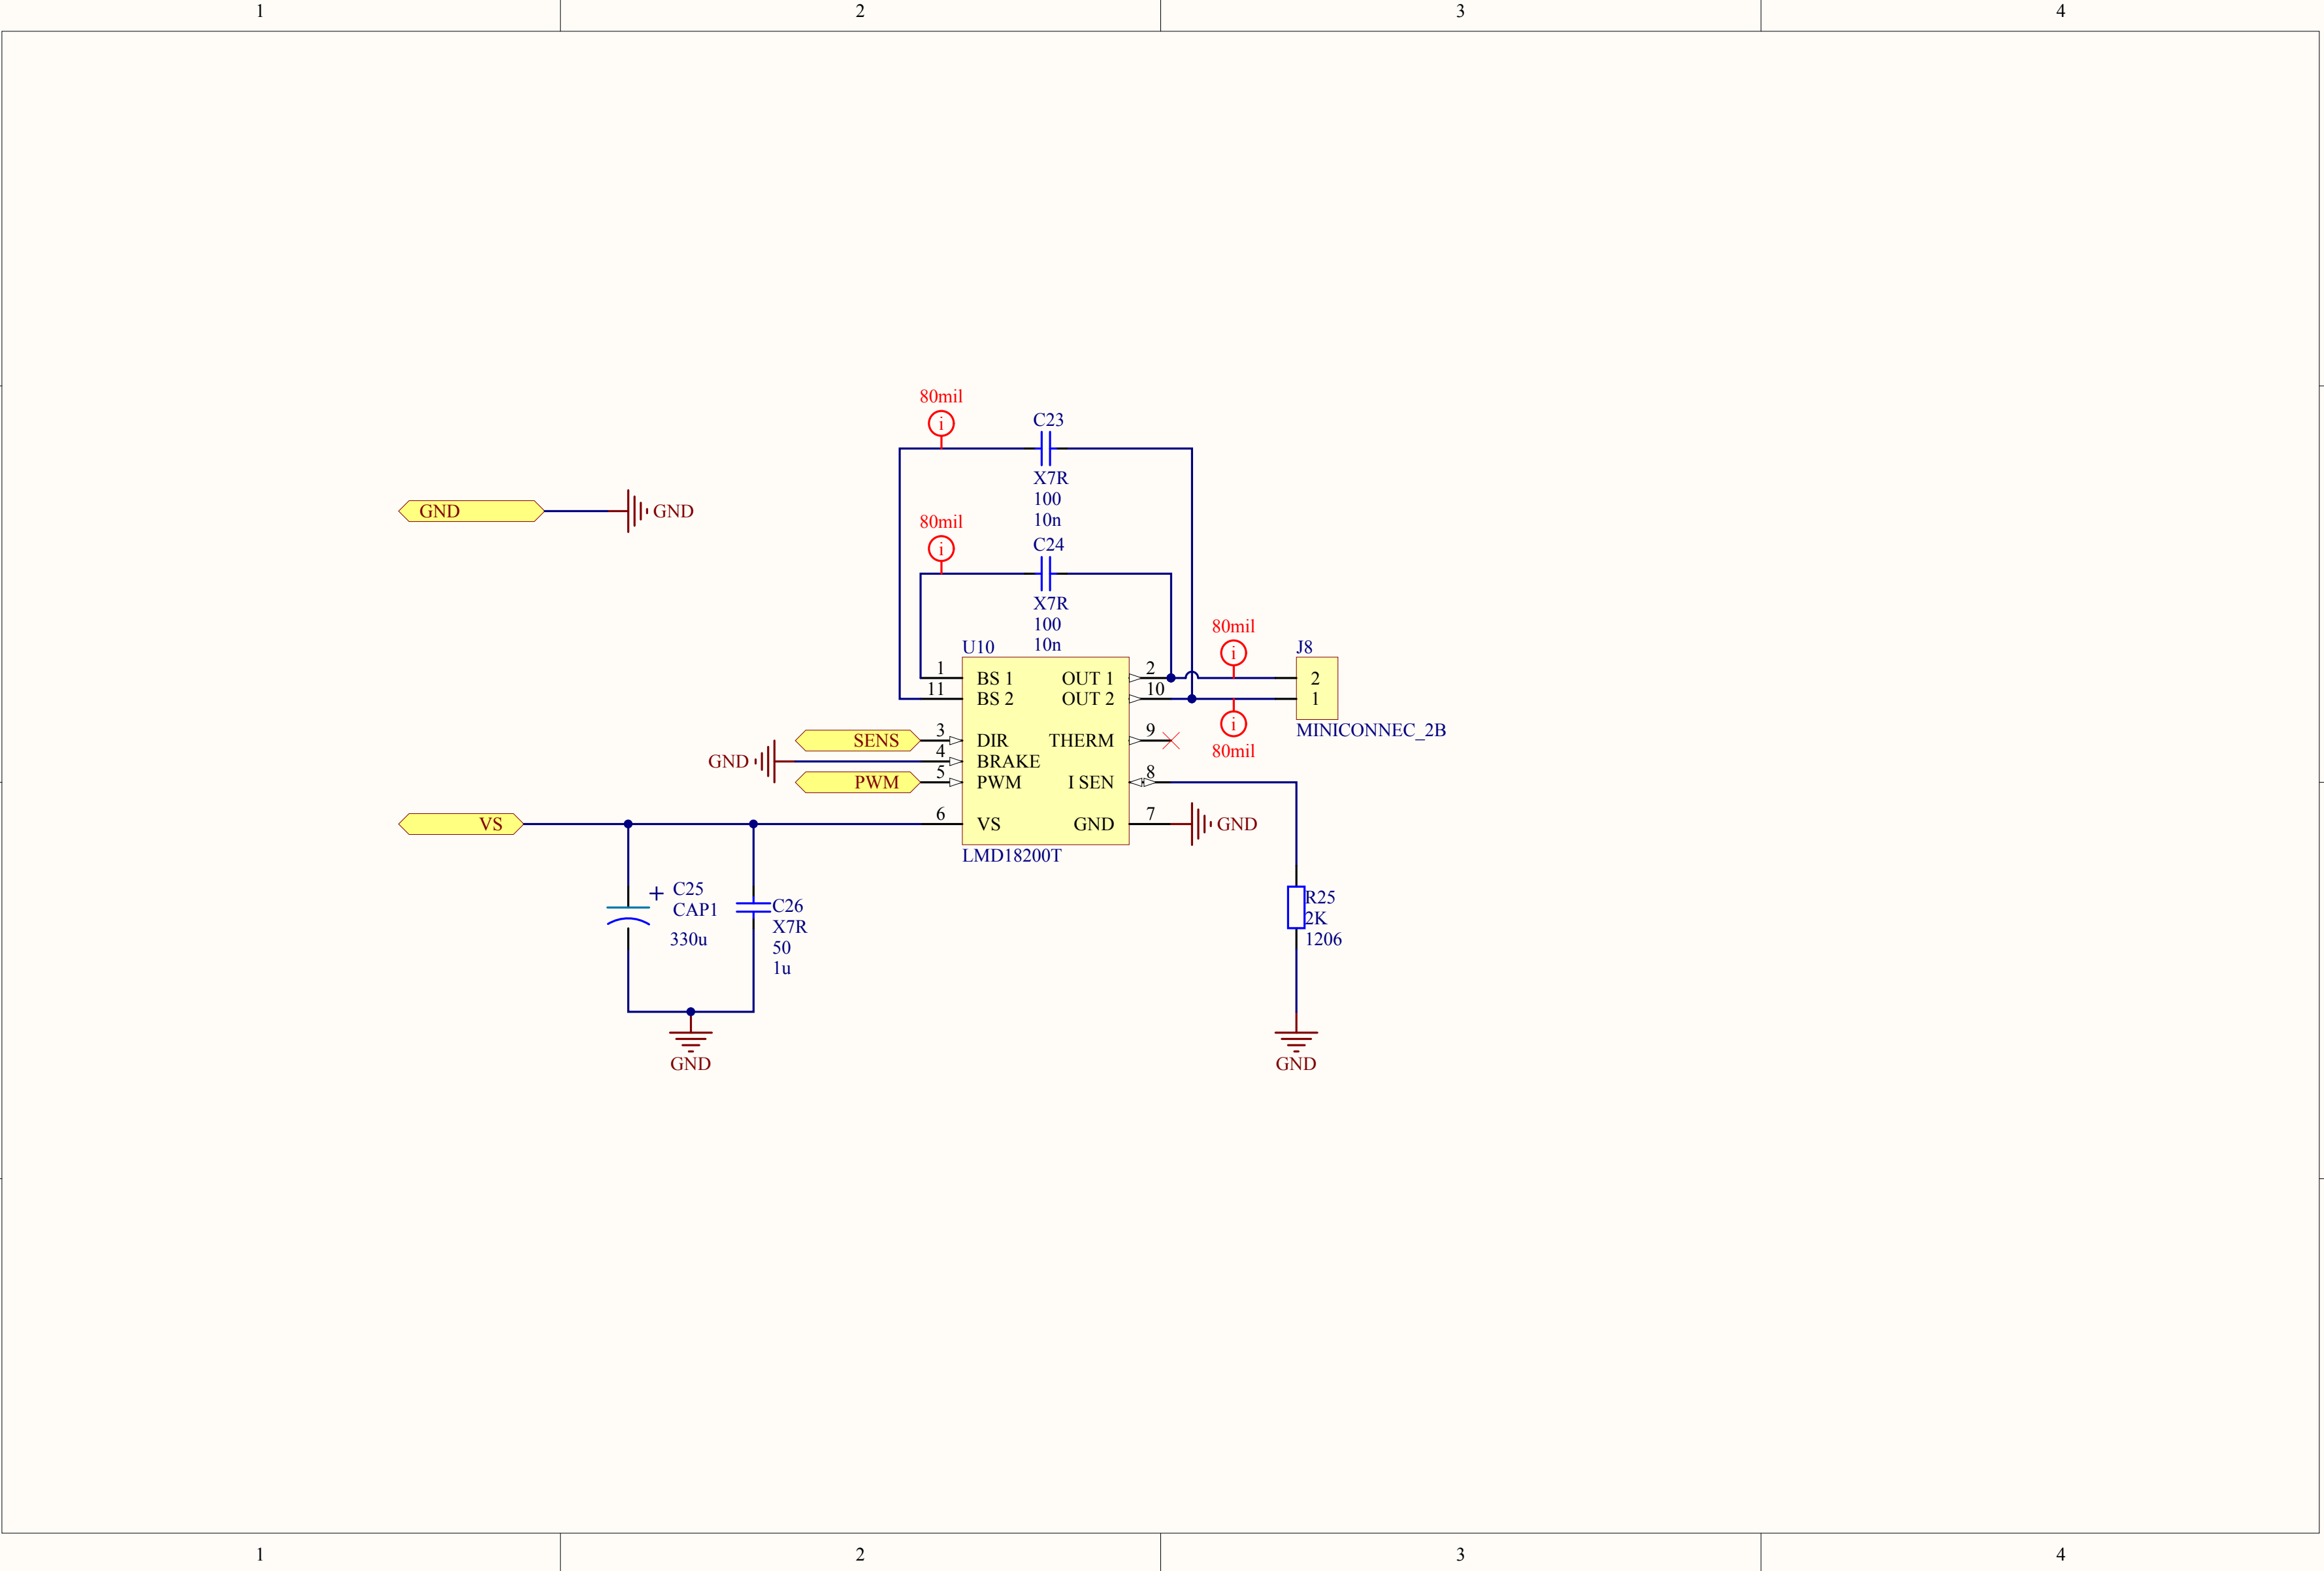 1 2 3 4
80mil
i
C23
X7R
100
10n
GND GND
80mil
i
C24
X7R
100
10n
80mil
i
U10
J8
1 BS 1 OUT 1 2 2
11 BS 2 OUT 2 10 1
LMD18200T
MINICONNEC_2B
i
80mil
SENS 3 DIR THERM 9
GND 4 BRAKE
PWM 5 PWM I SEN 8
VS 6 VS GND 7 GND
+ C25
CAP1
330u
C26
X7R
50
1u
R25
2K
1206
GND
GND
1 2 3 4